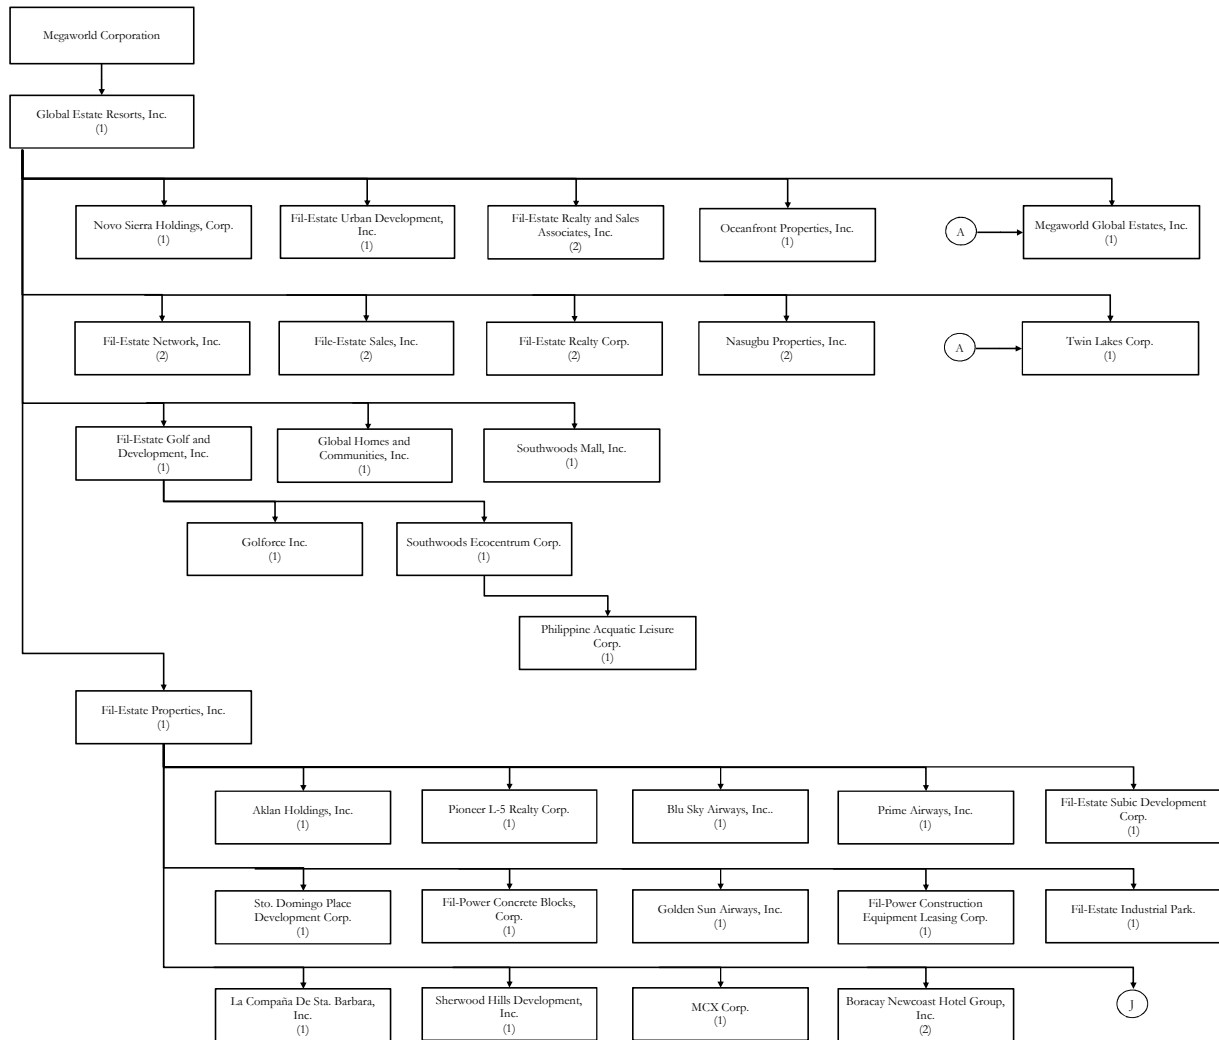 Megaworld Corporation
Global Estate Resorts, Inc.
(1)
Novo Sierra Holdings, Corp.
(1)
Fil-Estate Urban Development,
Inc.
(1)
Fil-Estate Realty and Sales
Associates, Inc.
(2)
Oceanfront Properties, Inc.
(1)
A
Megaworld Global Estates, Inc.
(1)
Fil-Estate Network, Inc.
(2)
File-Estate Sales, Inc.
(2)
Fil-Estate Realty Corp.
(2)
Nasugbu Properties, Inc.
(2)
A
Twin Lakes Corp.
(1)
Fil-Estate Golf and
Development, Inc.
(1)
Global Homes and
Communities, Inc.
(1)
Southwoods Mall, Inc.
(1)
Golforce Inc.
(1)
Southwoods Ecocentrum Corp.
(1)
Philippine Acquatic Leisure
Corp.
(1)
Fil-Estate Properties, Inc.
(1)
Aklan Holdings, Inc.
(1)
Pioneer L-5 Realty Corp.
(1)
Blu Sky Airways, Inc..
(1)
Prime Airways, Inc.
(1)
Fil-Estate Subic Development
Corp.
(1)
Sto. Domingo Place
Development Corp.
(1)
Fil-Power Concrete Blocks,
Corp.
(1)
Golden Sun Airways, Inc.
(1)
Fil-Power Construction
Equipment Leasing Corp.
(1)
Fil-Estate Industrial Park.
(1)
La Compaña De Sta. Barbara,
Inc.
(1)
Sherwood Hills Development,
Inc.
(1)
MCX Corp.
(1)
Boracay Newcoast Hotel Group,
Inc.
(2)
J